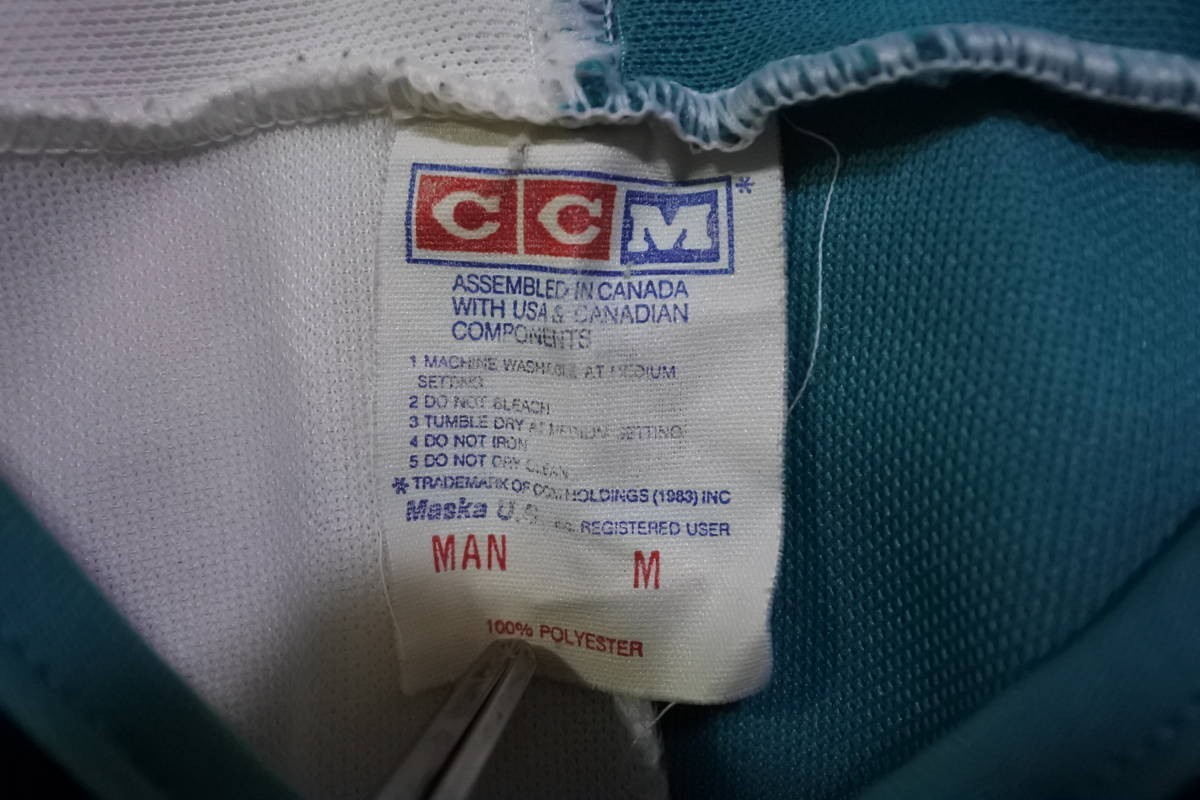 CCM*
ASSEMBLED IN CANADA
WITH USA & CANADIAN
COMPONENTS
1 MACHINE WASHABLE AT MEDIUM
SETTING
2 DO NOT BLEACH
3 TUMBLE DRY AT MEDIUM SETTING
4 DO NOT IRON
5 DO NOT DRY CLEAN
* TRADEMARK OF CCM HOLDINGS (1983) INC
Maska U.S. REGISTERED USER
MAN M
100% POLYESTER